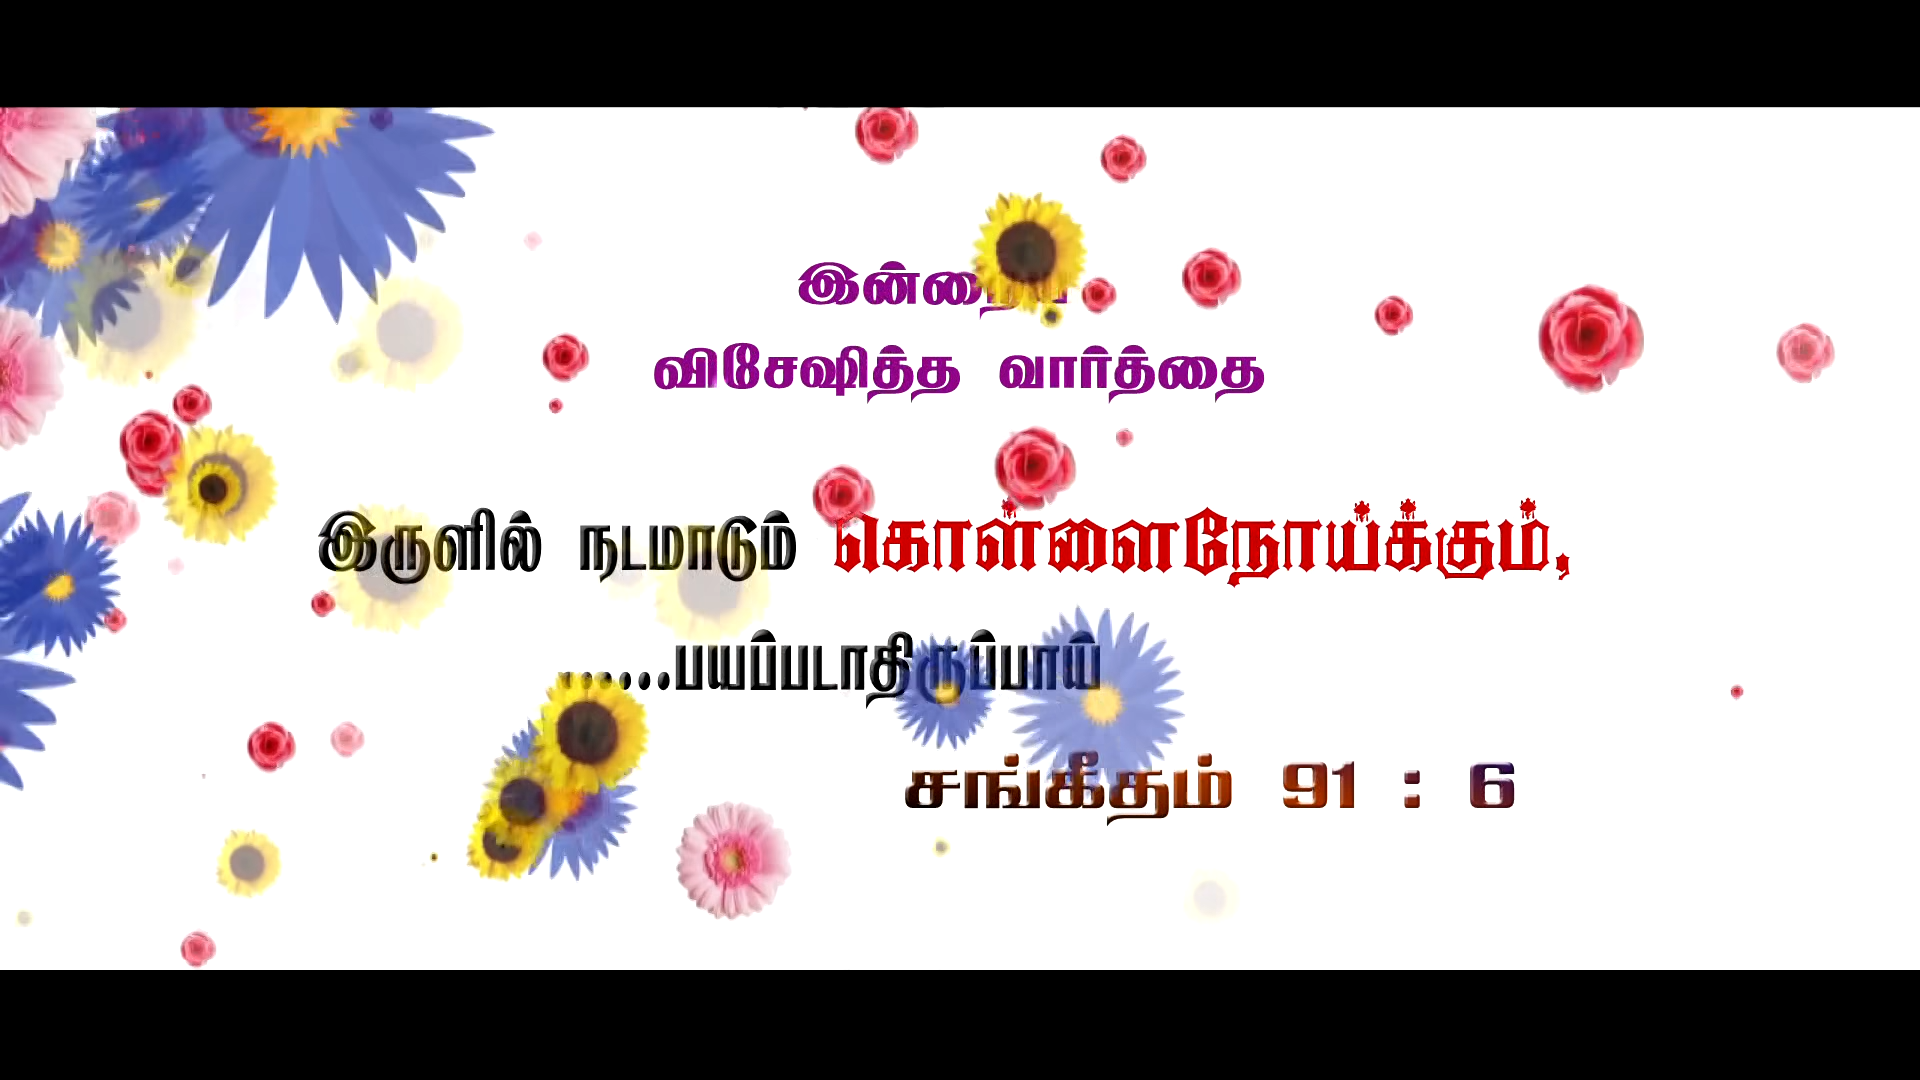 விசேஷித்த வார்த்தை
இருளில் நடமாடும் கொள்ளைநோய்க்கும்,
......பயப்படாதிருப்பாய்
சங்கீதம் 91 : 6